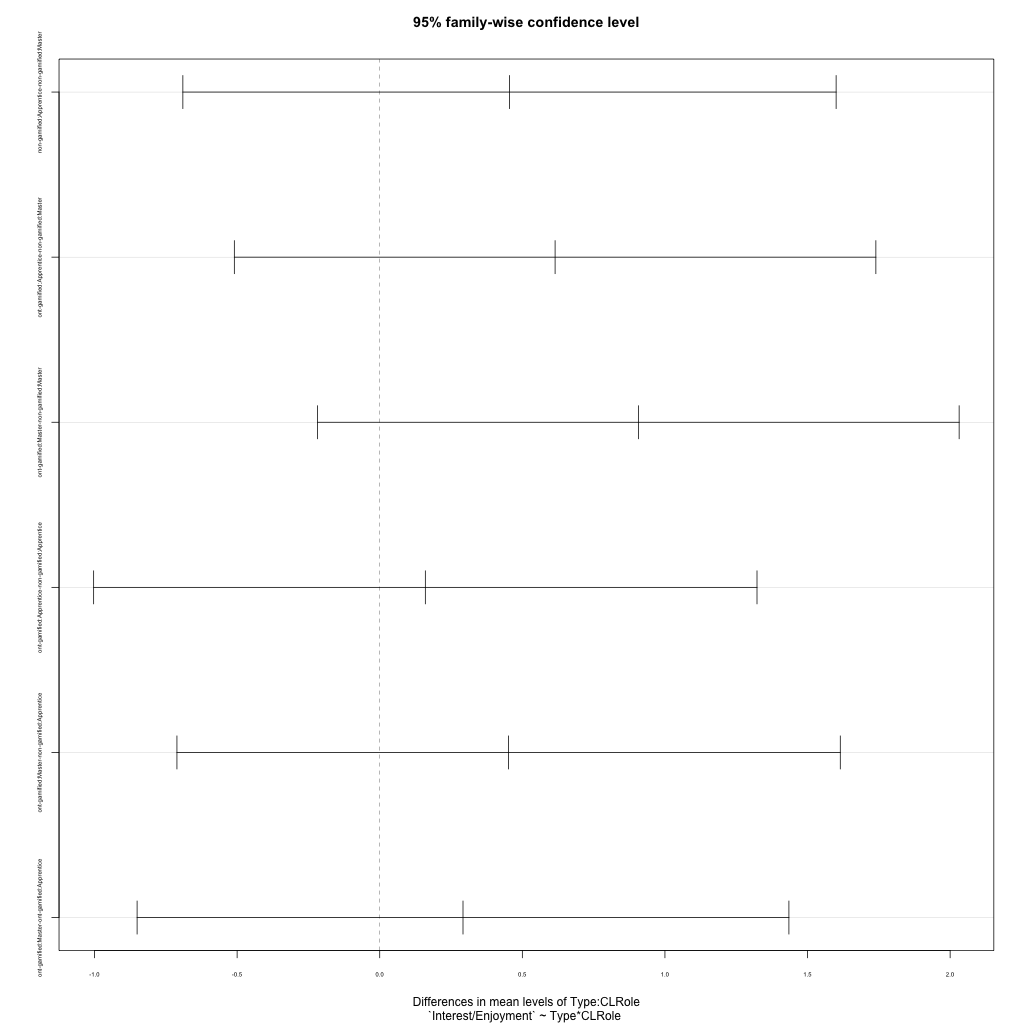 95% family-wise confidence level
non-gamified:Apprentice-non-gamified:Master
ont-gamified:Apprentice-non-gamified:Master
ont-gamified:Master-non-gamified:Master
ont-gamified:Apprentice-non-gamified:Apprentice
ont-gamified:Master-non-gamified:Apprentice
ont-gamified:Master-ont-gamified:Apprentice
-1.0 -0.5 0.0 0.5 1.0 1.5 2.0
Differences in mean levels of Type:CLRole
`Interest/Enjoyment` ~ Type*CLRole